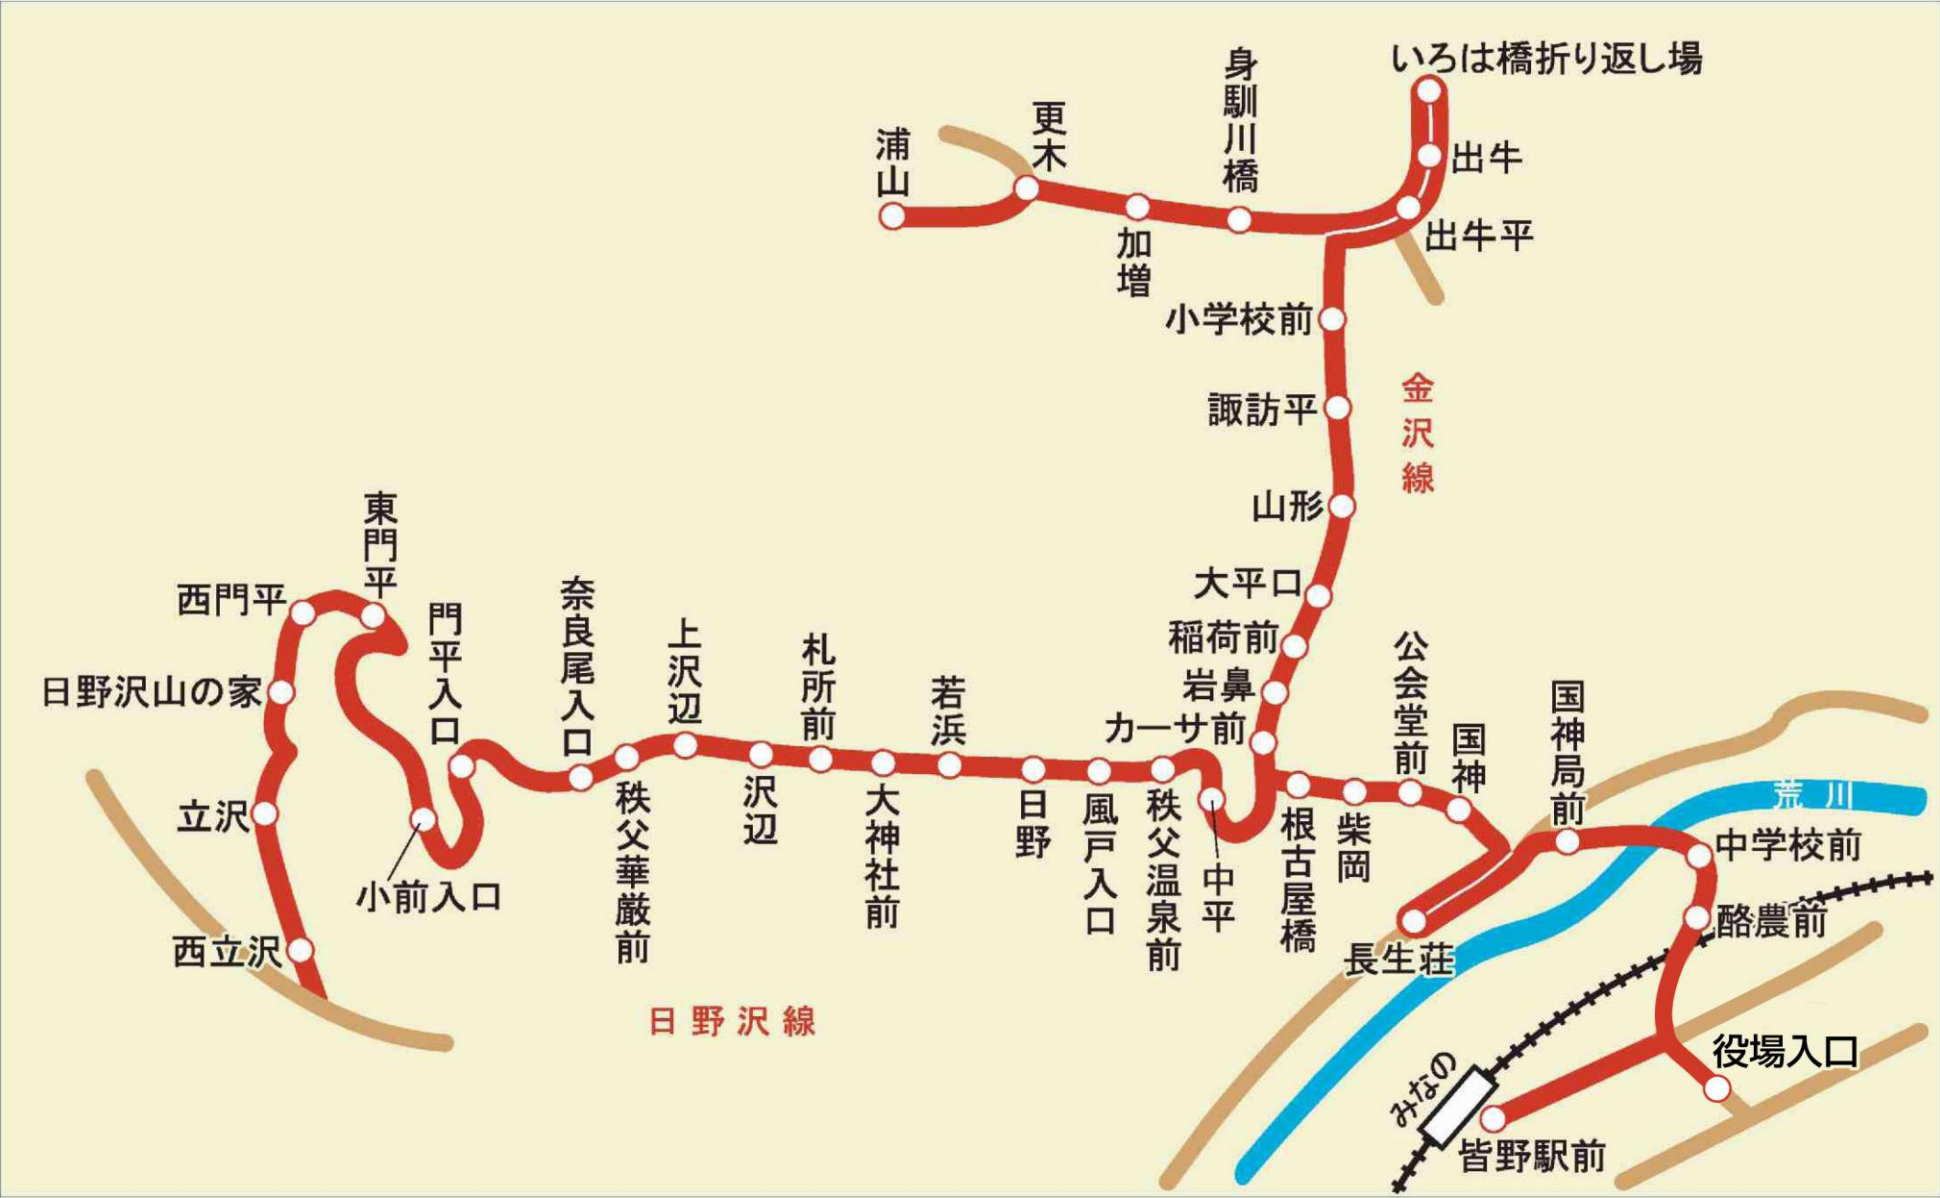 いろは橋折り返し場
出牛
出牛平
身馴川橋
更木
浦山
加増
小学校前
諏訪平
金沢線
山形
大平口
稲荷前
岩鼻
カーサ前
公会堂前
国神
国神局前
荒川
中学校前
酪農前
役場入口
皆野駅前
みなの
長生荘
根古屋橋
柴岡
中平
秩父温泉前
風戸入口
日野
若浜
大神社前
札所前
沢辺
上沢辺
秩父華厳前
奈良尾入口
門平入口
小前入口
東門平
西門平
日野沢山の家
立沢
西立沢
日野沢線